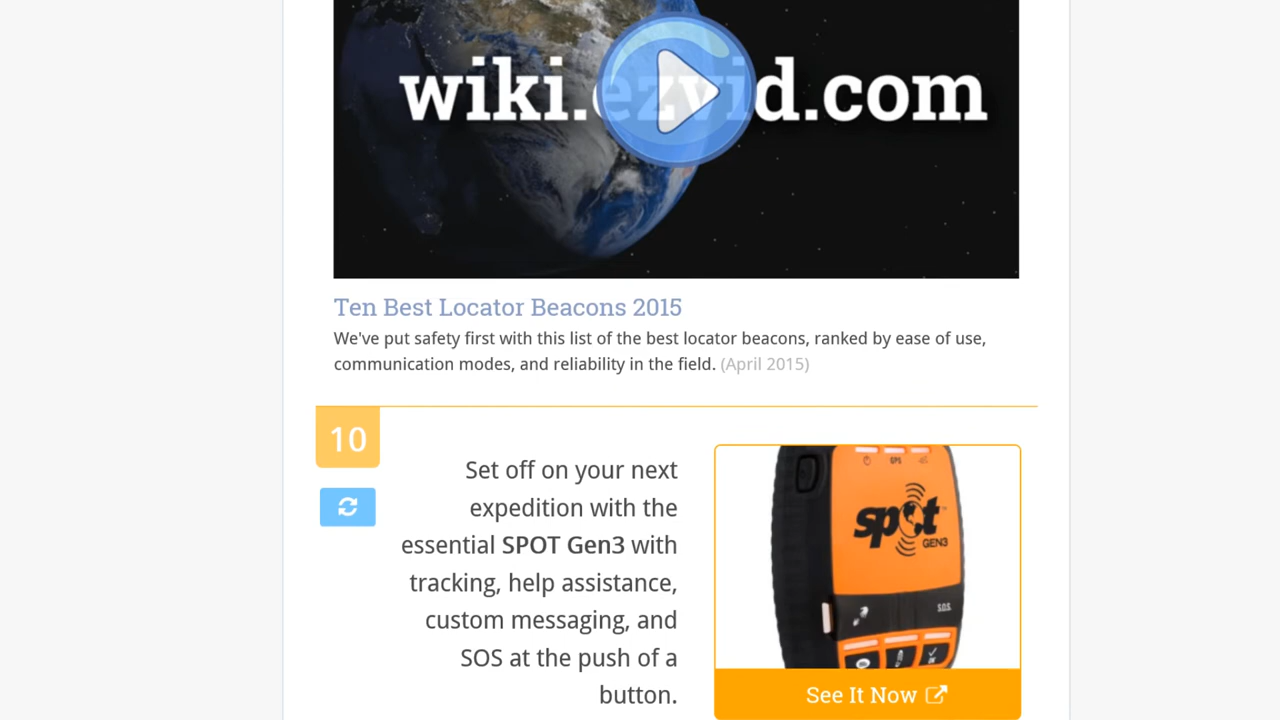 wiki.ezvid.com
Ten Best Locator Beacons 2015
We've put safety first with this list of the best locator beacons, ranked by ease of use,
communication modes, and reliability in the field. (April 2015)
10
Set off on your next
expedition with the
essential SPOT Gen3 with
tracking, help assistance,
custom messaging, and
SOS at the push of a
button.
GPS
spot
GEN3
S.O.S.
OK
See It Now